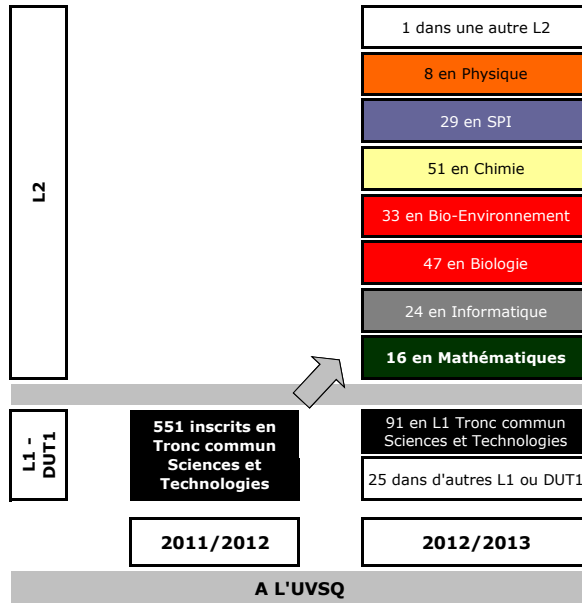 1 dans une autre L2
8 en Physique
29 en SPI
51 en Chimie
33 en Bio-Environnement
47 en Biologie
24 en Informatique
16 en Mathématiques
L2
L1 -
DUT1
551 inscrits en
Tronc commun
Sciences et
Technologies
91 en L1 Tronc commun
Sciences et Technologies
25 dans d'autres L1 ou DUT1
2011/2012
2012/2013
A L'UVSQ